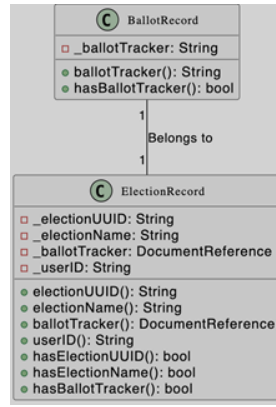 C BallotRecord
_ballotTracker: String
ballotTracker(): String
hasBallotTracker(): bool
1
Belongs to
1
C ElectionRecord
_electionUUID: String
_electionName: String
_ballotTracker: DocumentReference
_userID: String
electionUUID(): String
electionName(): String
ballotTracker(): DocumentReference
userID(): String
hasElectionUUID(): bool
hasElectionName(): bool
hasBallotTracker(): bool